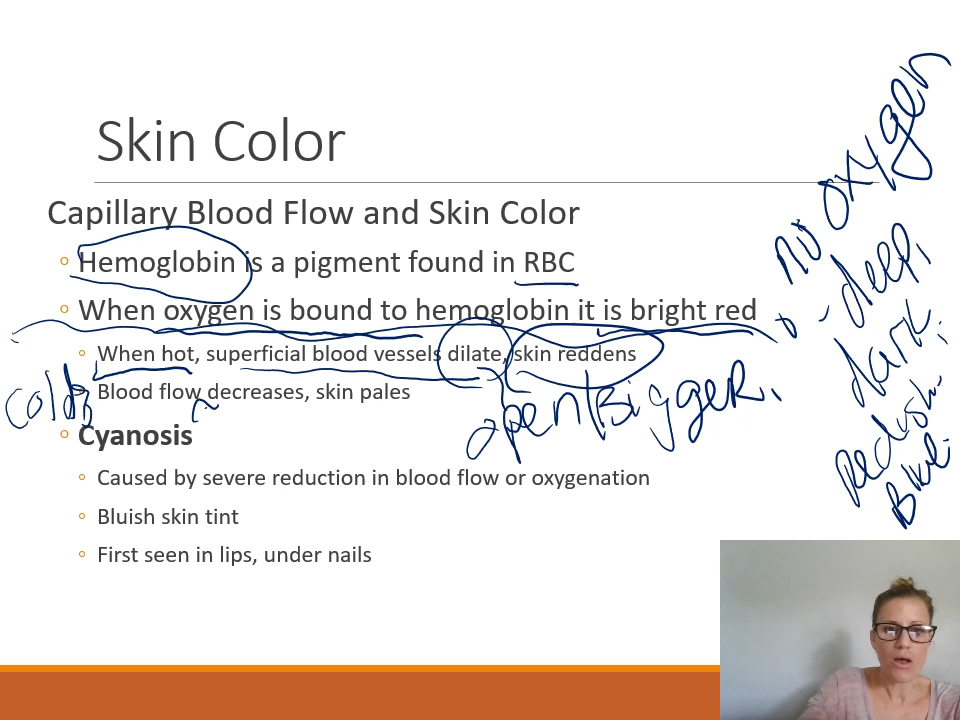 Skin Color
Capillary Blood Flow and Skin Color
Hemoglobin is a pigment found in RBC
When oxygen is bound to hemoglobin it is bright red
When hot, superficial blood vessels dilate, skin reddens
Blood flow decreases, skin pales
Cyanosis
Caused by severe reduction in blood flow or oxygenation
Bluish skin tint
First seen in lips, under nails
cold
open/Bigger
no oxygen
deep,
dark,
Redish-
Blue.